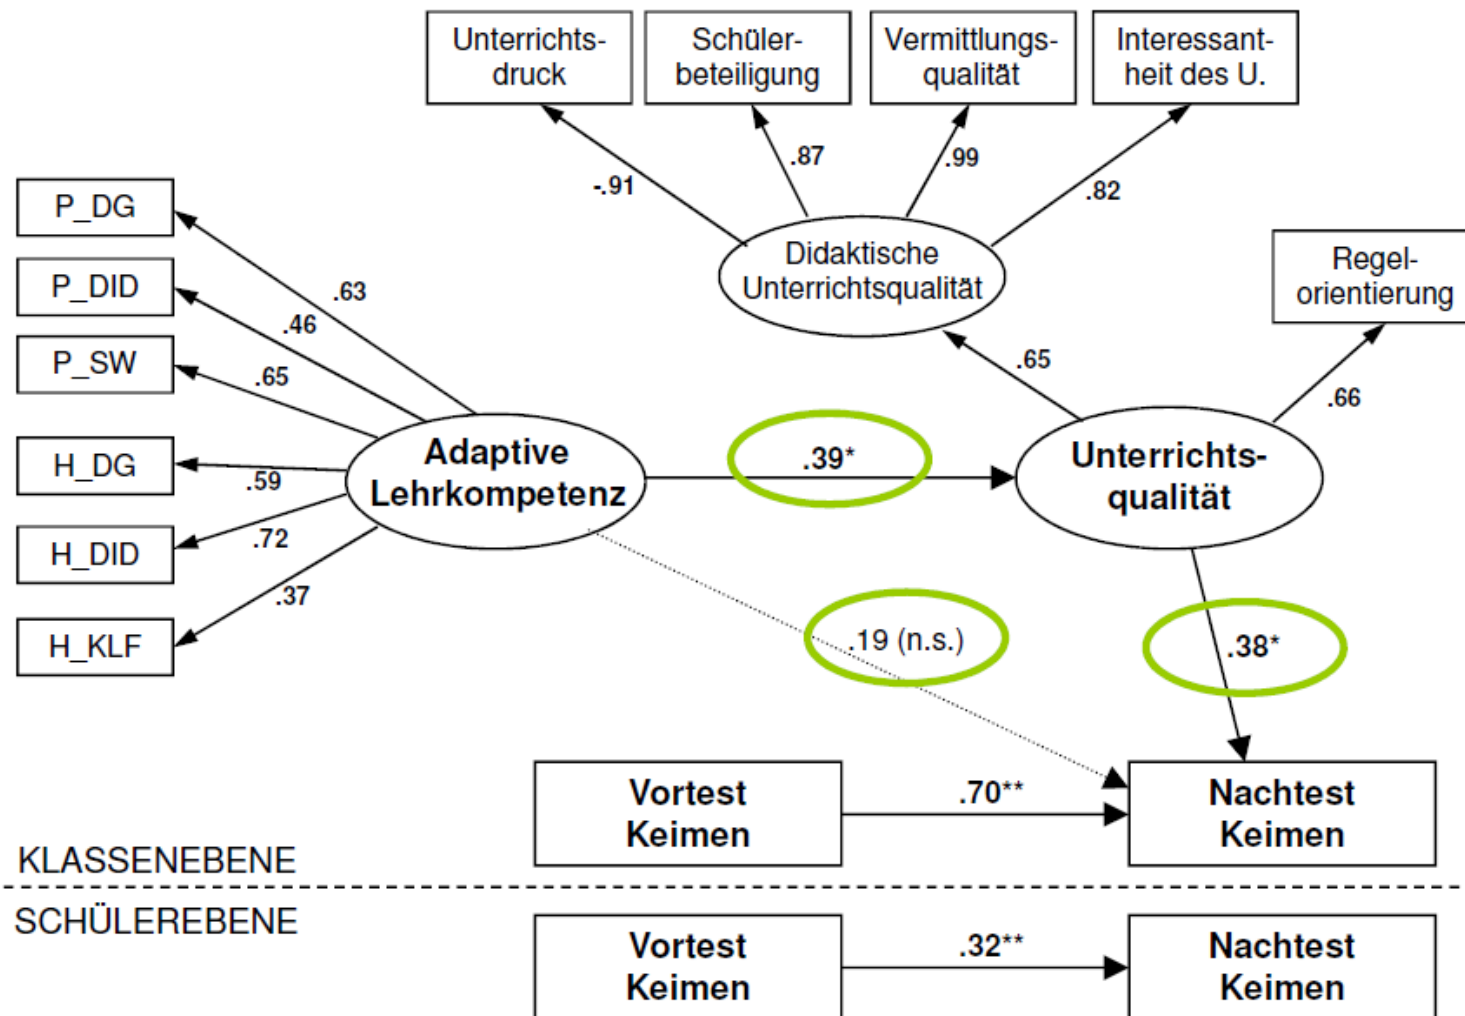 Unterrichts-
druck
Schüler-
beteiligung
Vermittlungs-
qualität
Interessant-
heit des U.
-.91
.87
.99
.82
Didaktische
Unterrichtsqualität
Regel-
orientierung
.65
.66
P_DG
P_DID
P_SW
H_DG
H_DID
H_KLF
.63
.46
.65
.59
.72
.37
Adaptive
Lehrkompetenz
.39*
Unterrichts-
qualität
.19 (n.s.)
.38*
Vortest
Keimen
.70**
Nachtest
Keimen
KLASSENEBENE
SCHÜLEREBENE
Vortest
Keimen
.32**
Nachtest
Keimen